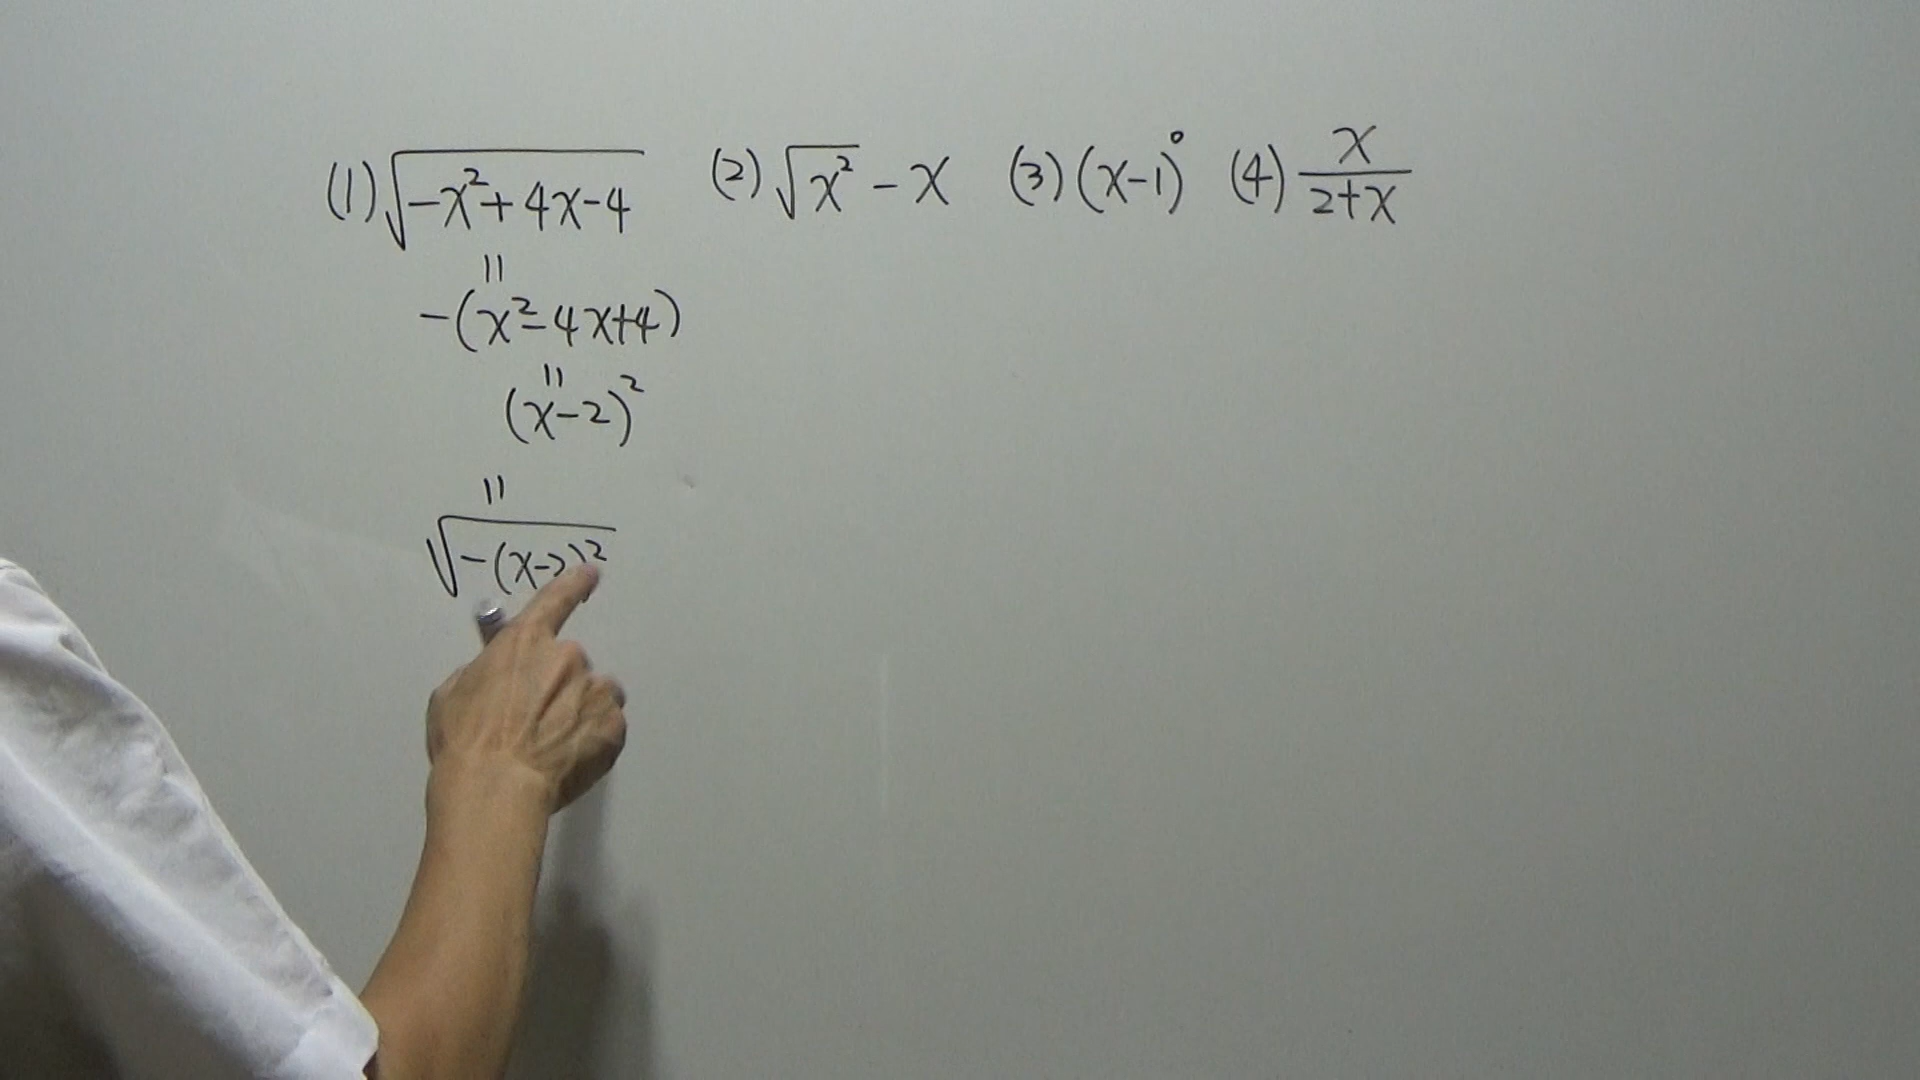 (1) √(-x²+4x-4) (2) √x² - x (3) (x-1)⁰ (4) x/(2+x)
=
-(x²-4x+4)
=
(x-2)²
=
√(-(x-2)²)